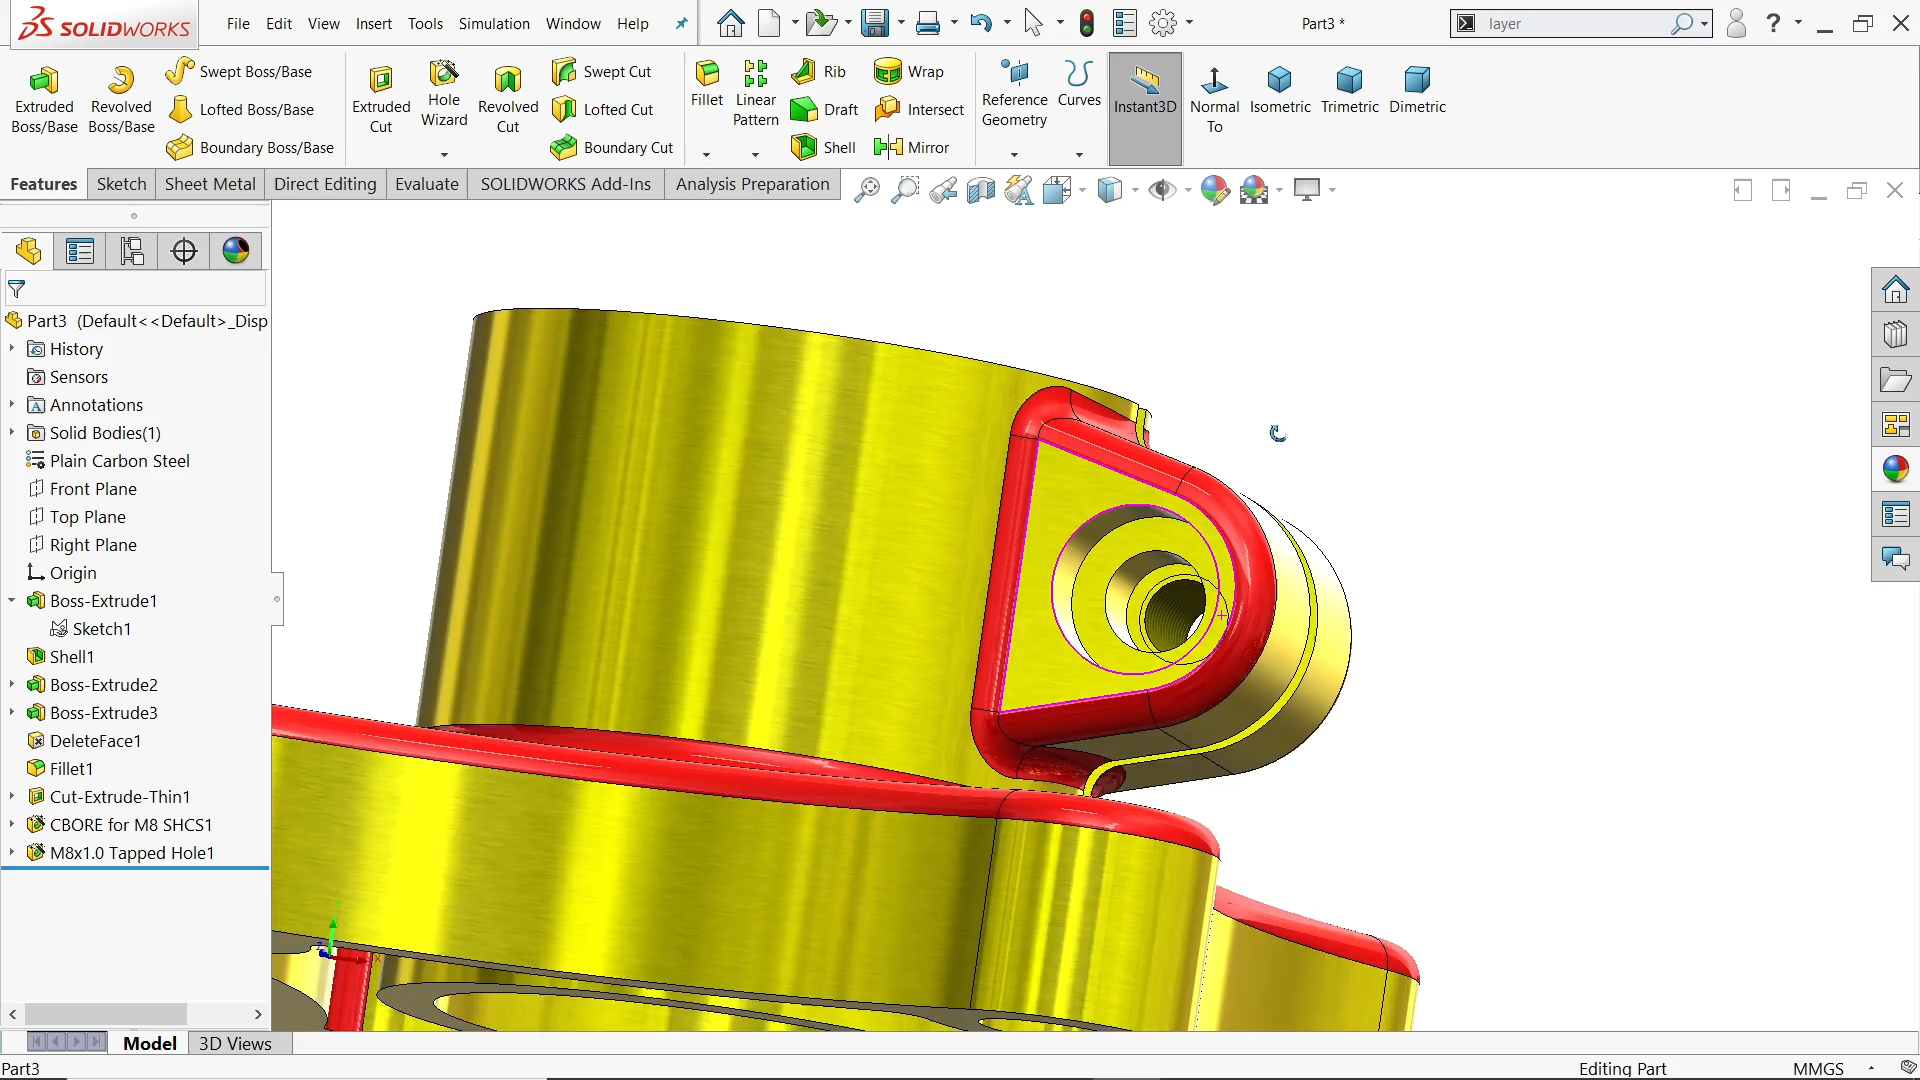 SOLIDWORKS File Edit View Insert Tools Simulation Window Help Part3 * layer ?
Extruded Boss/Base
Revolved Boss/Base
Swept Boss/Base
Lofted Boss/Base
Boundary Boss/Base
Extruded Cut
Hole Wizard
Revolved Cut
Swept Cut
Lofted Cut
Boundary Cut
Fillet
Linear Pattern
Rib
Draft
Shell
Wrap
Intersect
Mirror
Reference Geometry
Curves
Instant3D
Normal To
Isometric
Trimetric
Dimetric
Features Sketch Sheet Metal Direct Editing Evaluate SOLIDWORKS Add-Ins Analysis Preparation
Part3 (Default<<Default>_Disp
History
Sensors
Annotations
Solid Bodies(1)
Plain Carbon Steel
Front Plane
Top Plane
Right Plane
Origin
Boss-Extrude1
Sketch1
Shell1
Boss-Extrude2
Boss-Extrude3
DeleteFace1
Fillet1
Cut-Extrude-Thin1
CBORE for M8 SHCS1
M8x1.0 Tapped Hole1
Model 3D Views
Part3 Editing Part MMGS